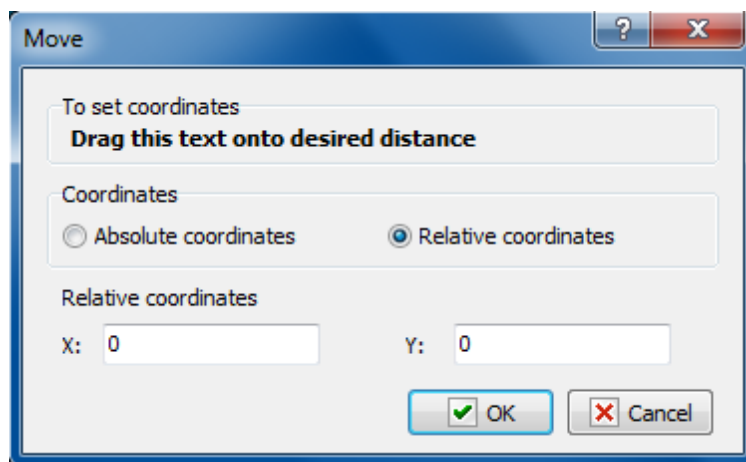 Move
?
To set coordinates
Drag this text onto desired distance
Coordinates
Absolute coordinates Relative coordinates
Relative coordinates
X: 0 Y: 0
OK Cancel